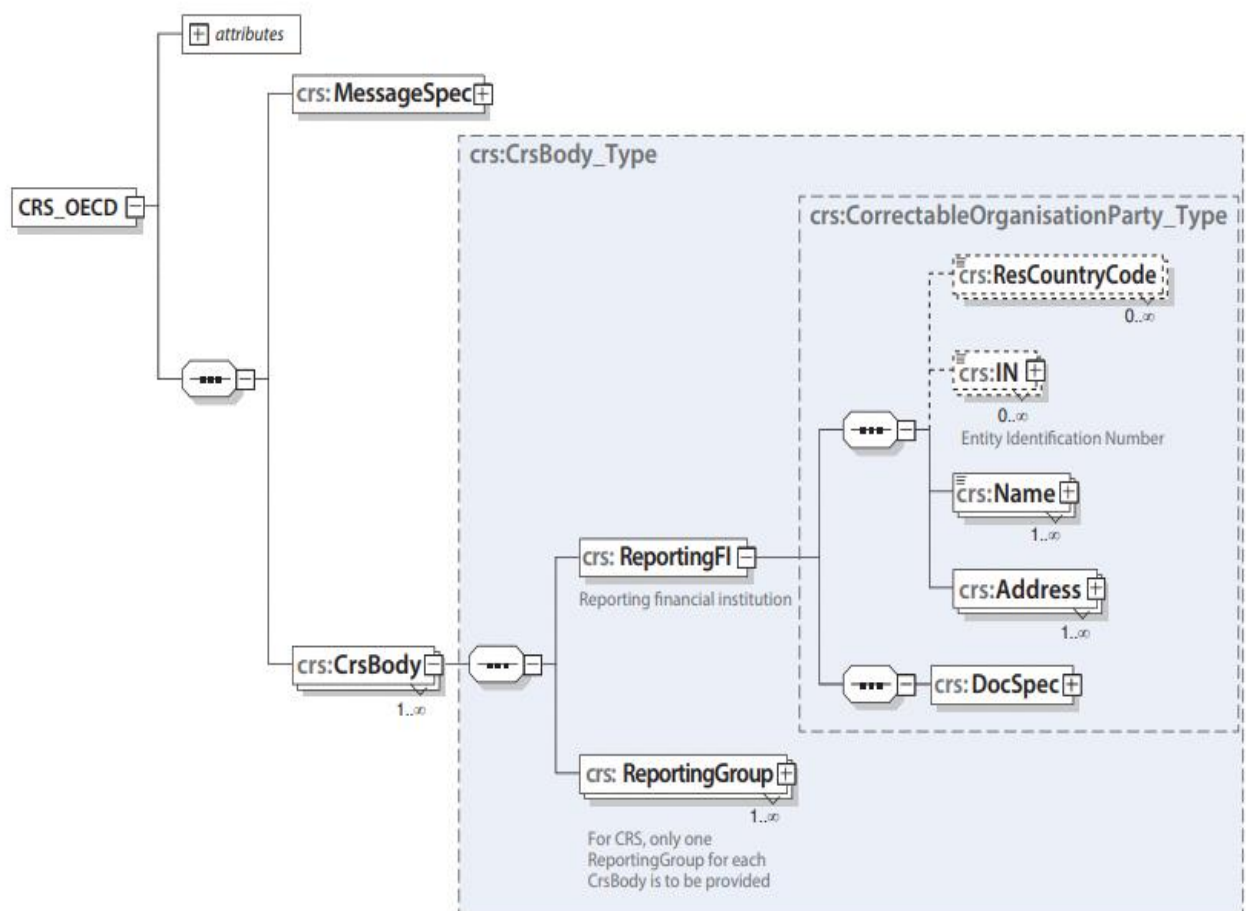 attributes
crs:MessageSpec
crs:CrsBody_Type
CRS_OECD
crs:CorrectableOrganisationParty_Type
crs:ResCountryCode
0..∞
crs:IN
0..∞
Entity Identification Number
crs:Name
1..∞
crs: ReportingFI
Reporting financial institution
crs:Address
1..∞
crs:CrsBody
1..∞
crs:DocSpec
crs: ReportingGroup
1..∞
For CRS, only one
ReportingGroup for each
CrsBody is to be provided